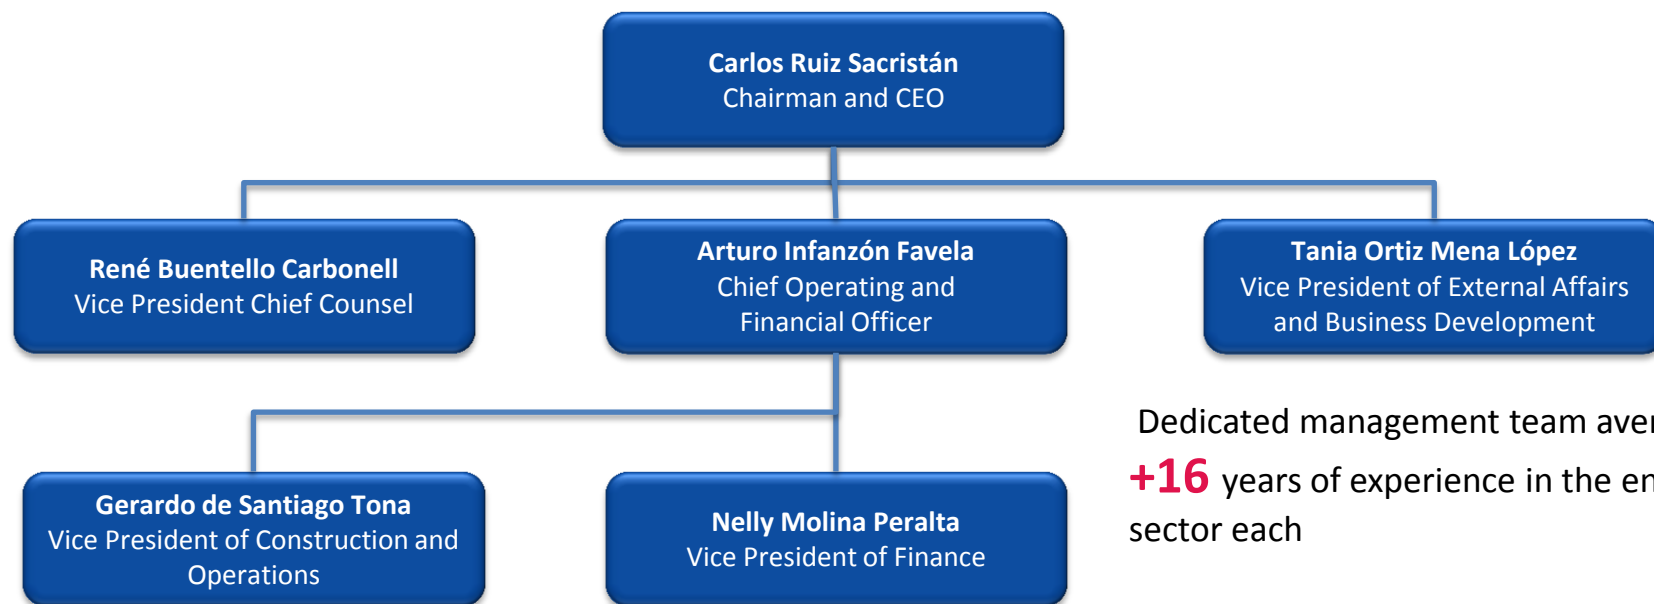 Carlos Ruiz Sacristán
Chairman and CEO
René Buentello Carbonell
Vice President Chief Counsel
Arturo Infanzón Favela
Chief Operating and
Financial Officer
Tania Ortiz Mena López
Vice President of External Affairs
and Business Development
Gerardo de Santiago Tona
Vice President of Construction and
Operations
Nelly Molina Peralta
Vice President of Finance
Dedicated management team
+16 years of experience in the
sector each